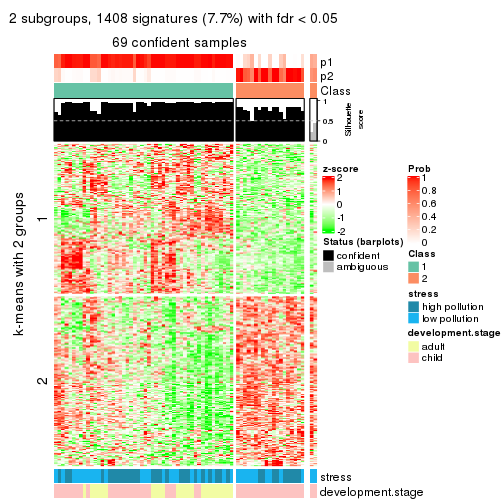 2 subgroups, 1408 signatures (7.7%) with fdr < 0.05
69 confident samples
p1
p2
Class
1
0.5
0
Silhouette
score
k-means with 2 groups
1
2
stress
development.stage
z-score
2
1
0
-1
-2
Status (barplots)
confident
ambiguous
Prob
1
0.8
0.6
0.4
0.2
0
Class
1
2
stress
high pollution
low pollution
development.stage
adult
child